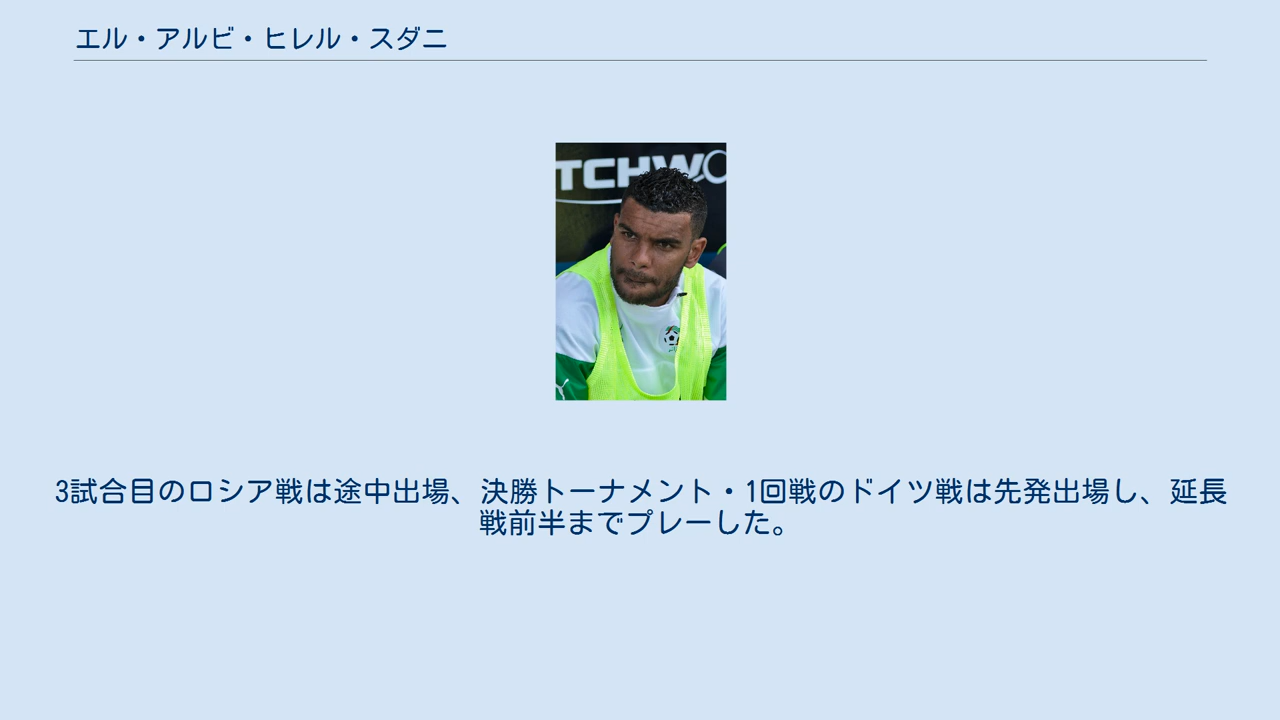 エル・アルビ・ヒレル・スダニ
TCHWO
3試合目のロシア戦は途中出場、決勝トーナメント・1回戦のドイツ戦は先発出場し、延長
戦前半までプレーした。